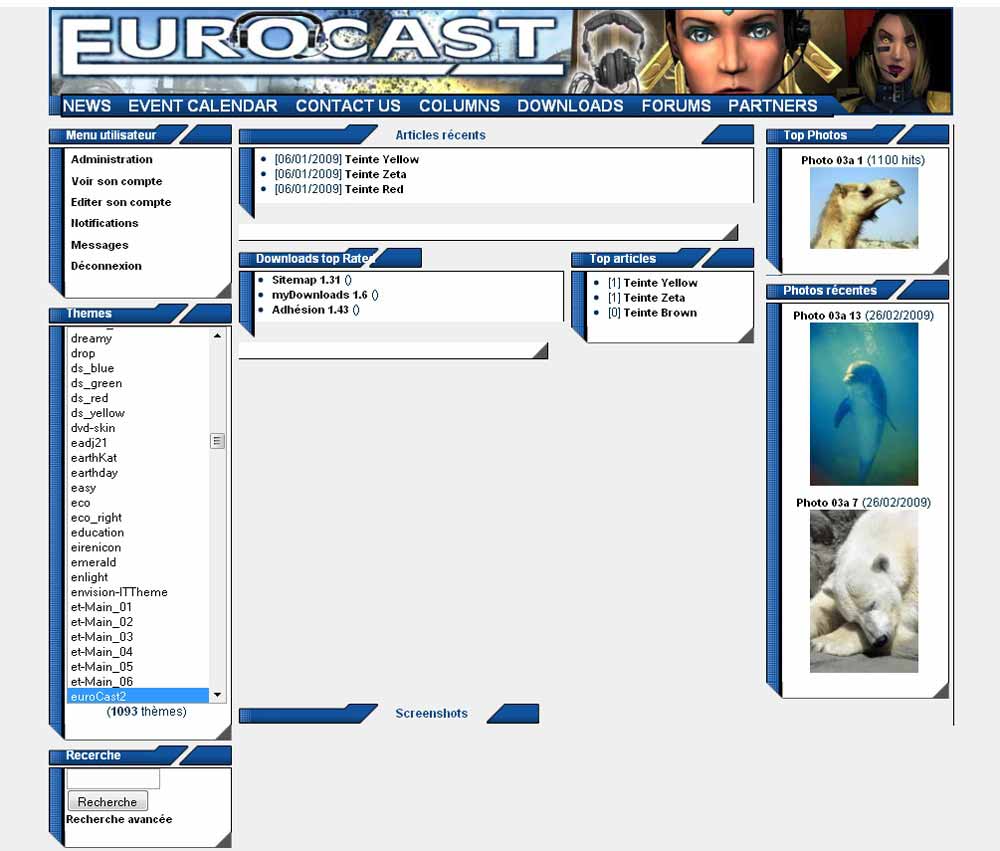 EUROCAST
NEWS EVENT CALENDAR CONTACT US COLUMNS DOWNLOADS FORUMS PARTNERS
Menu utilisateur
Administration
Voir son compte
Editer son compte
Notifications
Messages
Déconnexion
Themes
dreamy
drop
ds_blue
ds_green
ds_red
ds_yellow
dvd-skin
eadj21
earthKat
earthday
easy
eco
eco_right
education
eirenicon
emerald
enlight
envision-ITTheme
et-Main_01
et-Main_02
et-Main_03
et-Main_04
et-Main_05
et-Main_06
euroCast2
(1093 thèmes)
Recerche
Recherche
Recherche avancée
Articles récents
[06/01/2009] Teinte Yellow
[06/01/2009] Teinte Zeta
[06/01/2009] Teinte Red
Downloads top Rated
Sitemap 1.31 ()
myDownloads 1.6 ()
Adhésion 1.43 ()
Top articles
[1] Teinte Yellow
[1] Teinte Zeta
[0] Teinte Brown
Screenshots
Top Photos
Photo 03a 1 (1100 hits)
Photos récentes
Photo 03a 13 (26/02/2009)
Photo 03a 7 (26/02/2009)